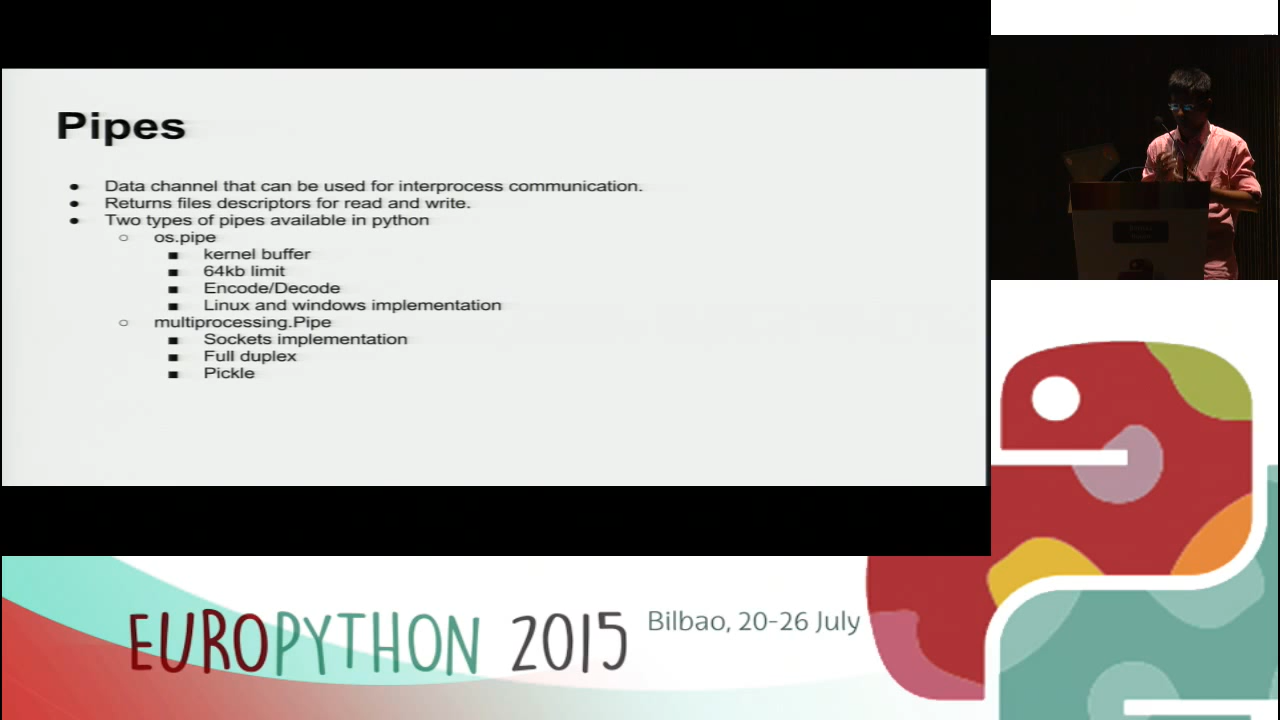 Pipes
● Data channel that can be used for interprocess communication.
● Returns files descriptors for read and write.
● Two types of pipes available in python
○ os.pipe
■ kernel buffer
■ 64kb limit
■ Encode/Decode
■ Linux and windows implementation
○ multiprocessing.Pipe
■ Sockets implementation
■ Full duplex
■ Pickle
EUROPYTHON 2015
Bilbao, 20-26 July